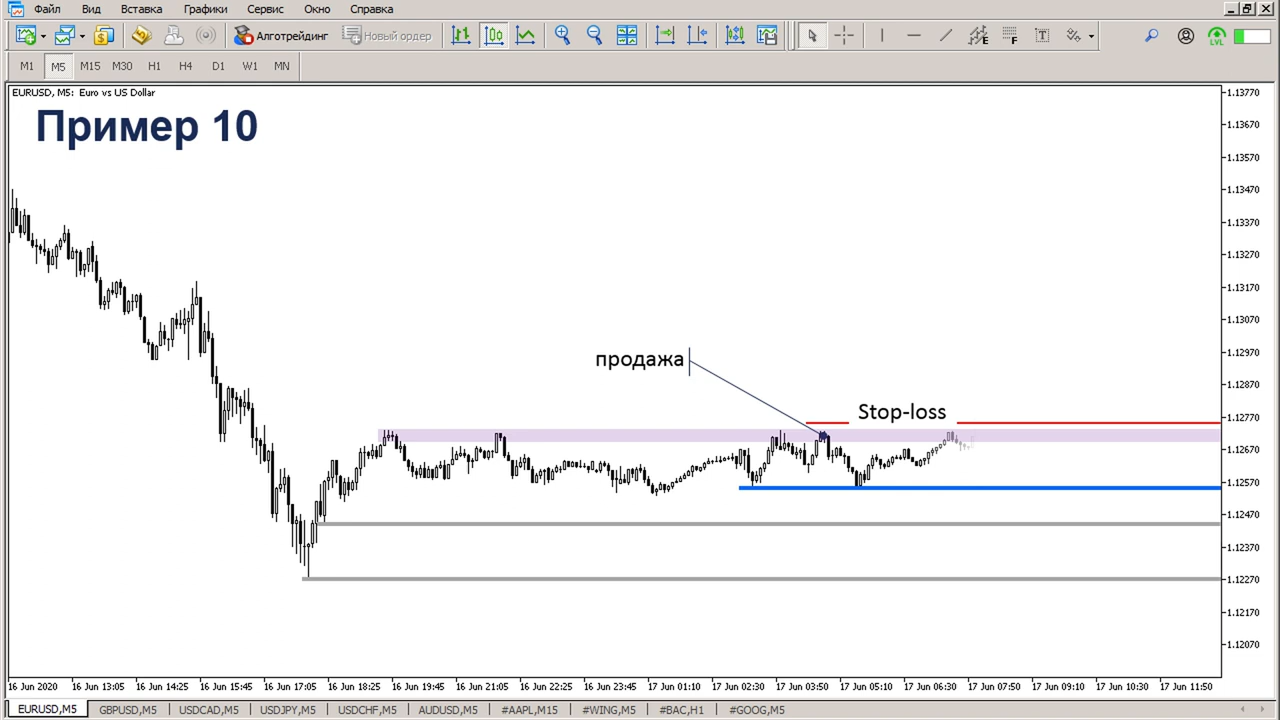 Файл Вид Вставка Графики Сервис Окно Справка
Алготрейдинг Новый ордер E F T LVL
M1 M5 M15 M30 H1 H4 D1 W1 MN
EURUSD, M5: Euro vs US Dollar
Пример 10
продажа
Stop-loss
1.13770
1.13670
1.13570
1.13470
1.13370
1.13270
1.13170
1.13070
1.12970
1.12870
1.12770
1.12670
1.12570
1.12470
1.12370
1.12270
1.12170
1.12070
16 Jun 2020 16 Jun 13:05 16 Jun 14:25 16 Jun 15:45 16 Jun 17:05 16 Jun 18:25 16 Jun 19:45 16 Jun 21:05 16 Jun 22:25 16 Jun 23:45 17 Jun 01:10 17 Jun 02:30 17 Jun 03:50 17 Jun 05:10 17 Jun 06:30 17 Jun 07:50 17 Jun 09:10 17 Jun 10:30 17 Jun 11:50
EURUSD,M5 GBPUSD,M5 USDCAD,M5 USDJPY,M5 USDCHF,M5 AUDUSD,M5 #AAPL,M15 #WING,M5 #BAC,H1 #GOOG,M5